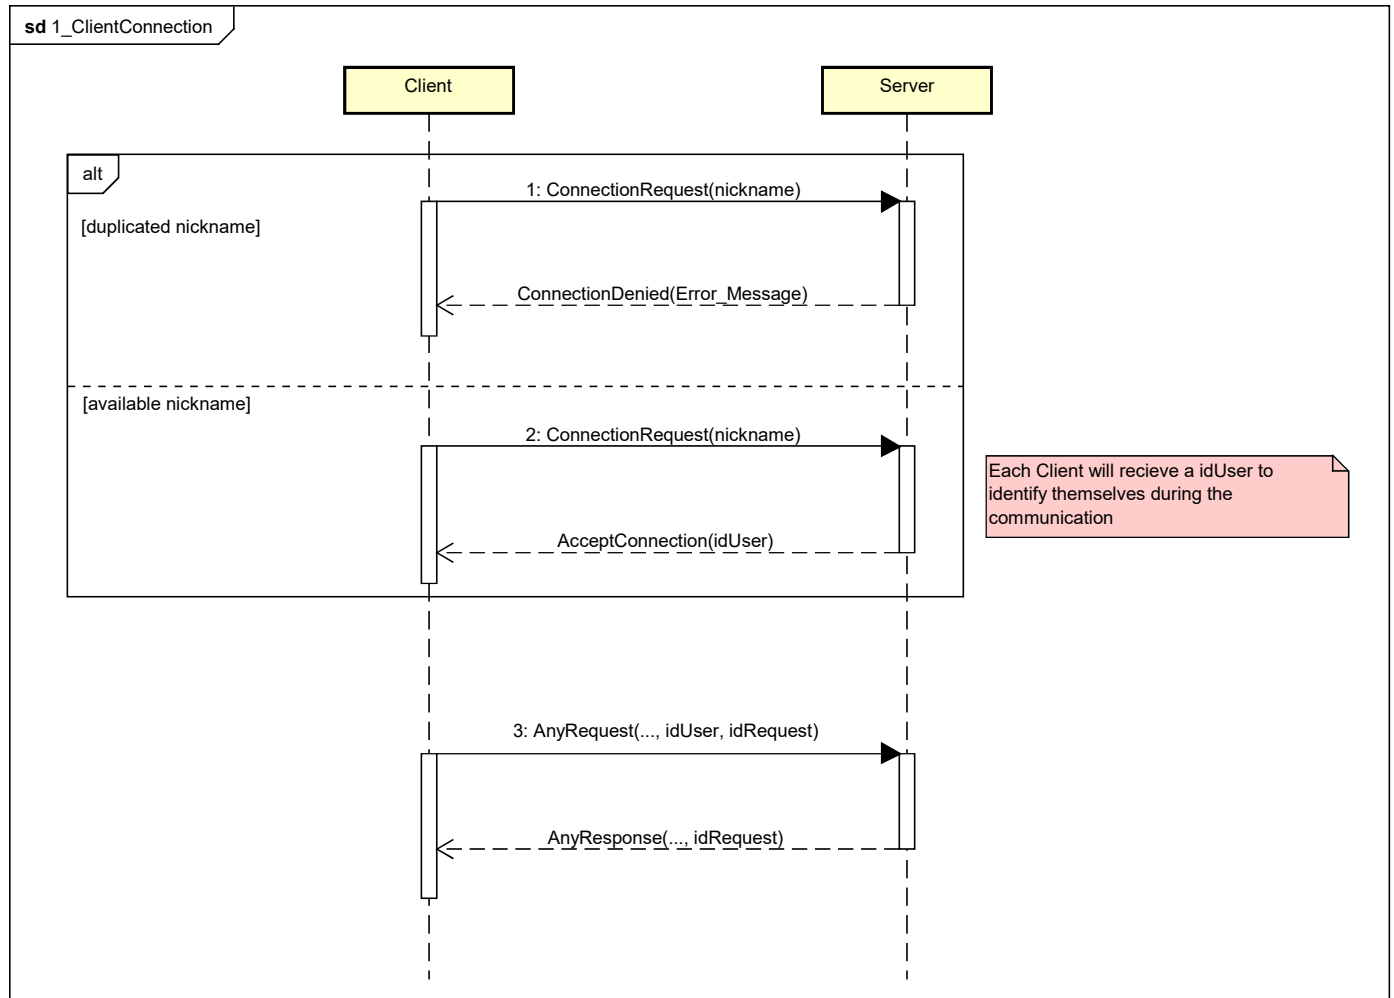 sd 1_ClientConnection
Client
Server
alt
1: ConnectionRequest(nickname)
[duplicated nickname]
ConnectionDenied(Error_Message)
[available nickname]
2: ConnectionRequest(nickname)
Each Client will recieve a idUser to
identify themselves during the
communication
AcceptConnection(idUser)
3: AnyRequest(..., idUser, idRequest)
AnyResponse(..., idRequest)